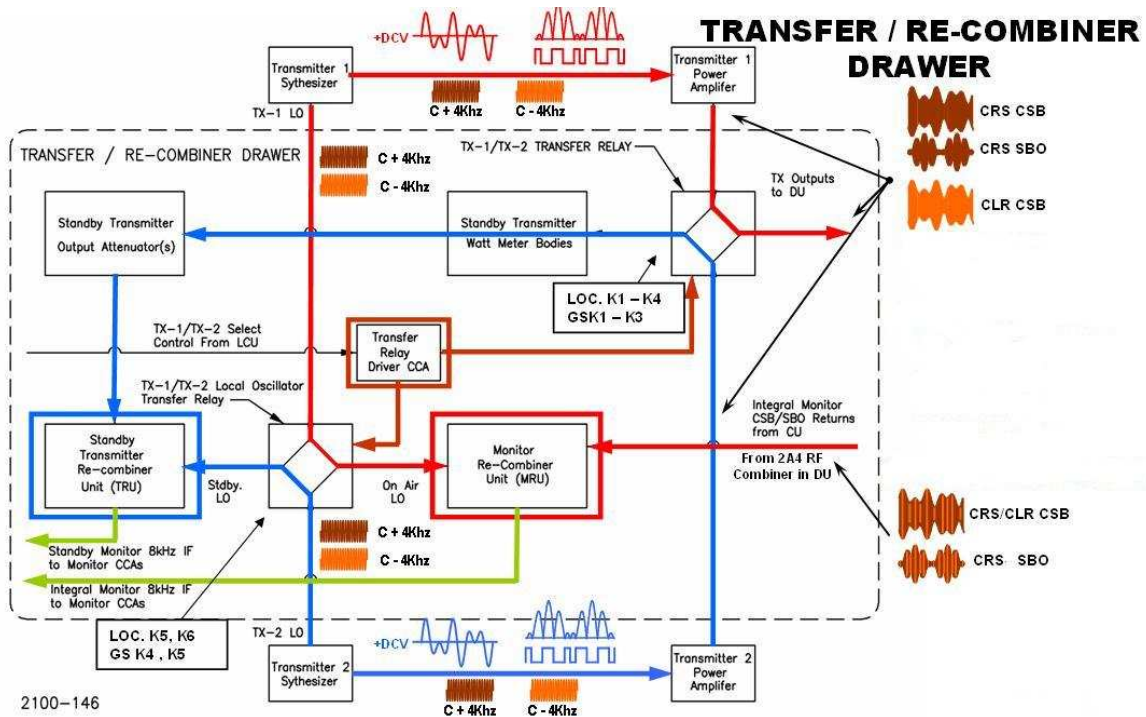 TRANSFER / RE-COMBINER
DRAWER
+DCV
Transmitter 1
Sythesizer
C + 4Khz
C - 4Khz
Transmitter 1
Power
Amplifer
TX-1 LO
CRS CSB
CRS SBO
CLR CSB
TRANSFER / RE-COMBINER DRAWER
C + 4Khz
C - 4Khz
TX-1/TX-2 TRANSFER RELAY
TX Outputs
to DU
Standby Transmitter
Output Attenuator(s)
Standby Transmitter
Watt Meter Bodies
LOC. K1 – K4
GSK1 – K3
TX-1/TX-2 Select
Control From LCU
Transfer
Relay
Driver CCA
TX-1/TX-2 Local Oscillator
Transfer Relay
Integral Monitor
CSB/SBO Returns
from CU
From 2A4 RF
Combiner in DU
Standby
Transmitter
Re-combiner
Unit (TRU)
Stdby.
LO
On Air
LO
Monitor
Re-Combiner
Unit (MRU)
CRS/CLR CSB
CRS SBO
C + 4Khz
C - 4Khz
Standby Monitor 8kHz IF
to Monitor CCAs
Integral Monitor 8kHz IF
to Monitor CCAs
LOC. K5, K6
GS K4 , K5
TX-2 LO
+DCV
Transmitter 2
Sythesizer
C + 4Khz
C - 4Khz
Transmitter 2
Power
Amplifer
2100-146